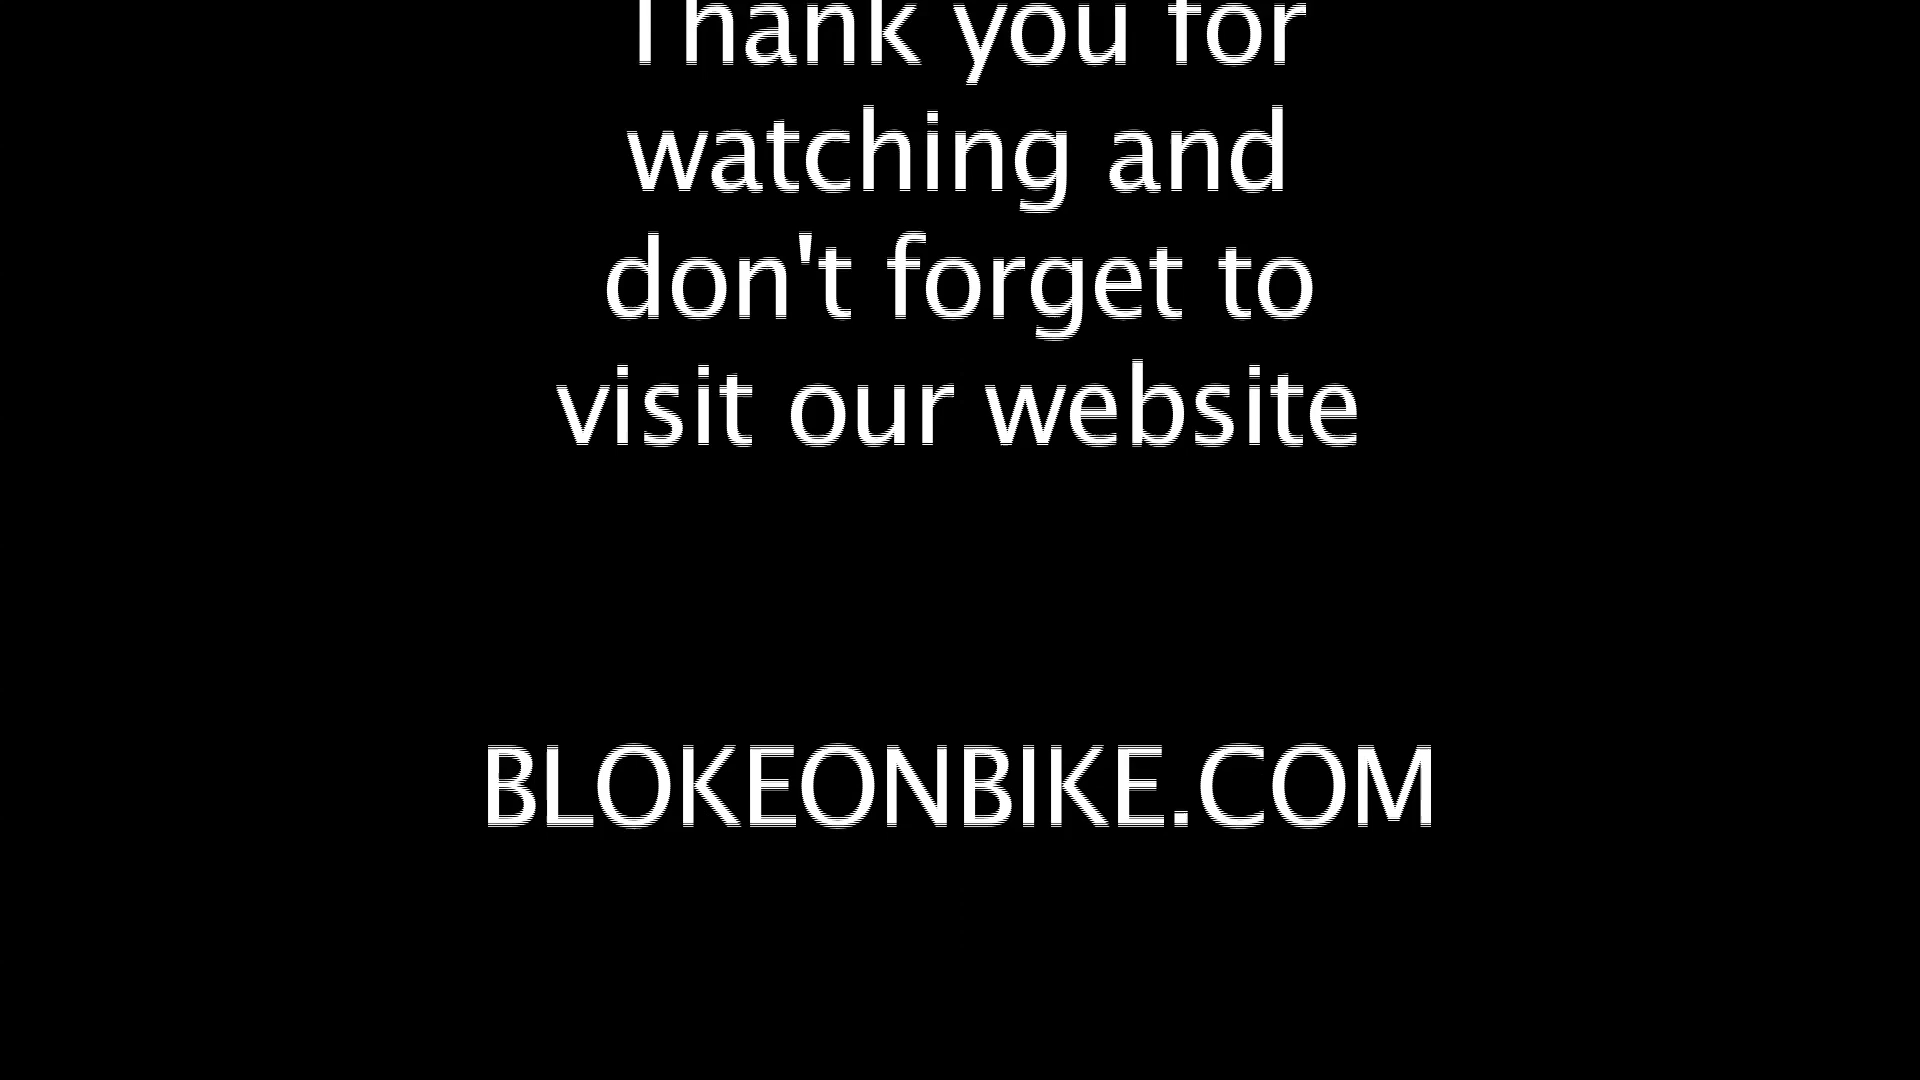 Thank you for
watching and
don't forget to
visit our website
BLOKEONBIKE.COM